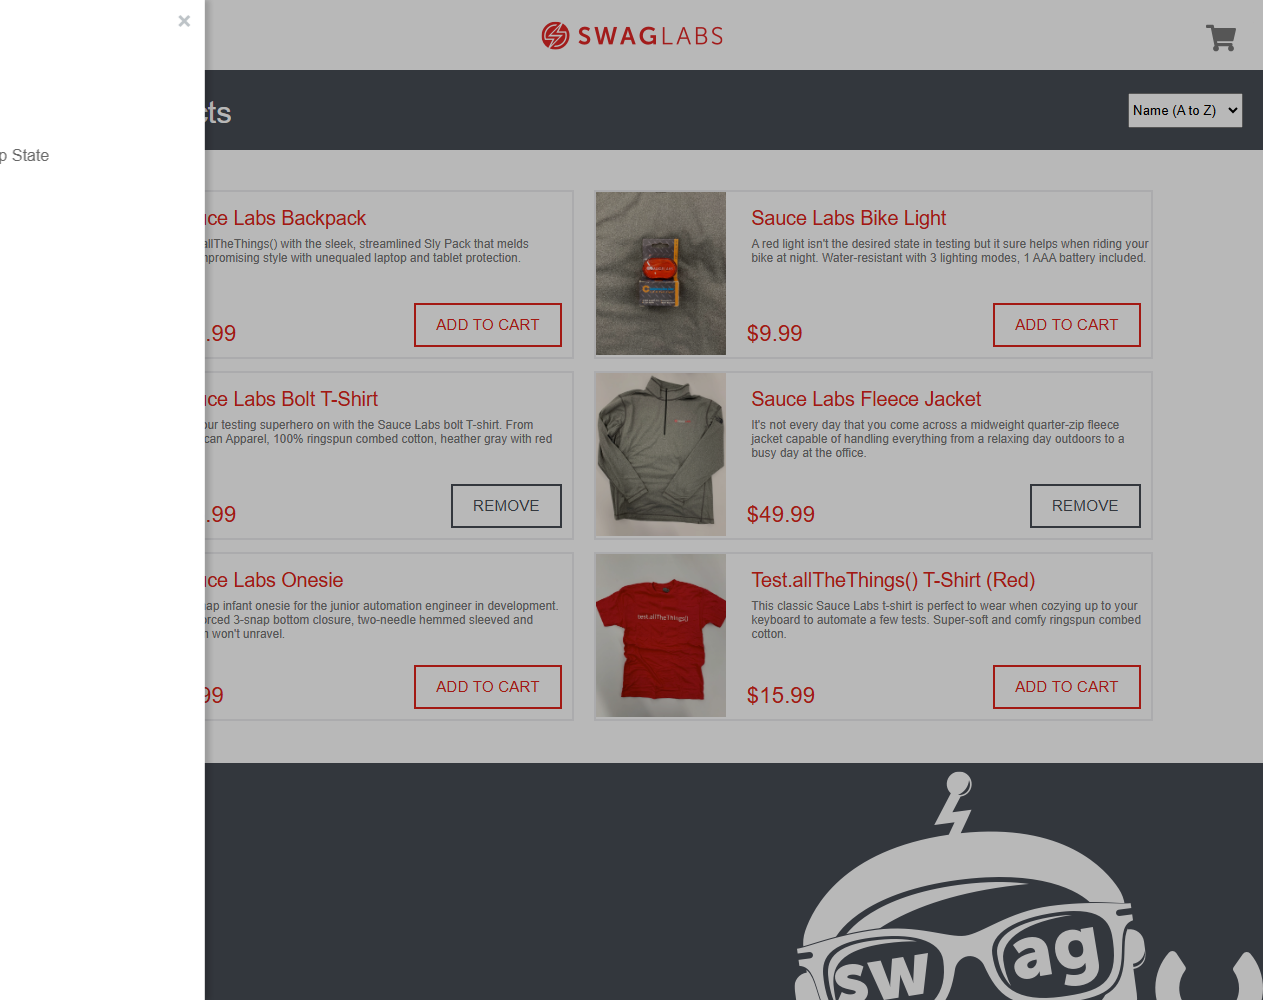 ×
SWAGLABS
cts
Name (A to Z)
p State
uce Labs Backpack
allTheThings() with the sleek, streamlined Sly Pack that melds
mpromising style with unequaled laptop and tablet protection.
.99
ADD TO CART
Sauce Labs Bike Light
A red light isn't the desired state in testing but it sure helps when riding your
bike at night. Water-resistant with 3 lighting modes, 1 AAA battery included.
$9.99
ADD TO CART
uce Labs Bolt T-Shirt
our testing superhero on with the Sauce Labs bolt T-shirt. From
can Apparel, 100% ringspun combed cotton, heather gray with red
.99
REMOVE
Sauce Labs Fleece Jacket
It's not every day that you come across a midweight quarter-zip fleece
jacket capable of handling everything from a relaxing day outdoors to a
busy day at the office.
$49.99
REMOVE
uce Labs Onesie
ap infant onesie for the junior automation engineer in development.
orced 3-snap bottom closure, two-needle hemmed sleeved and
n won't unravel.
99
ADD TO CART
Test.allTheThings() T-Shirt (Red)
test.allTheThings()
This classic Sauce Labs t-shirt is perfect to wear when cozying up to your
keyboard to automate a few tests. Super-soft and comfy ringspun combed
cotton.
$15.99
ADD TO CART
sw ag